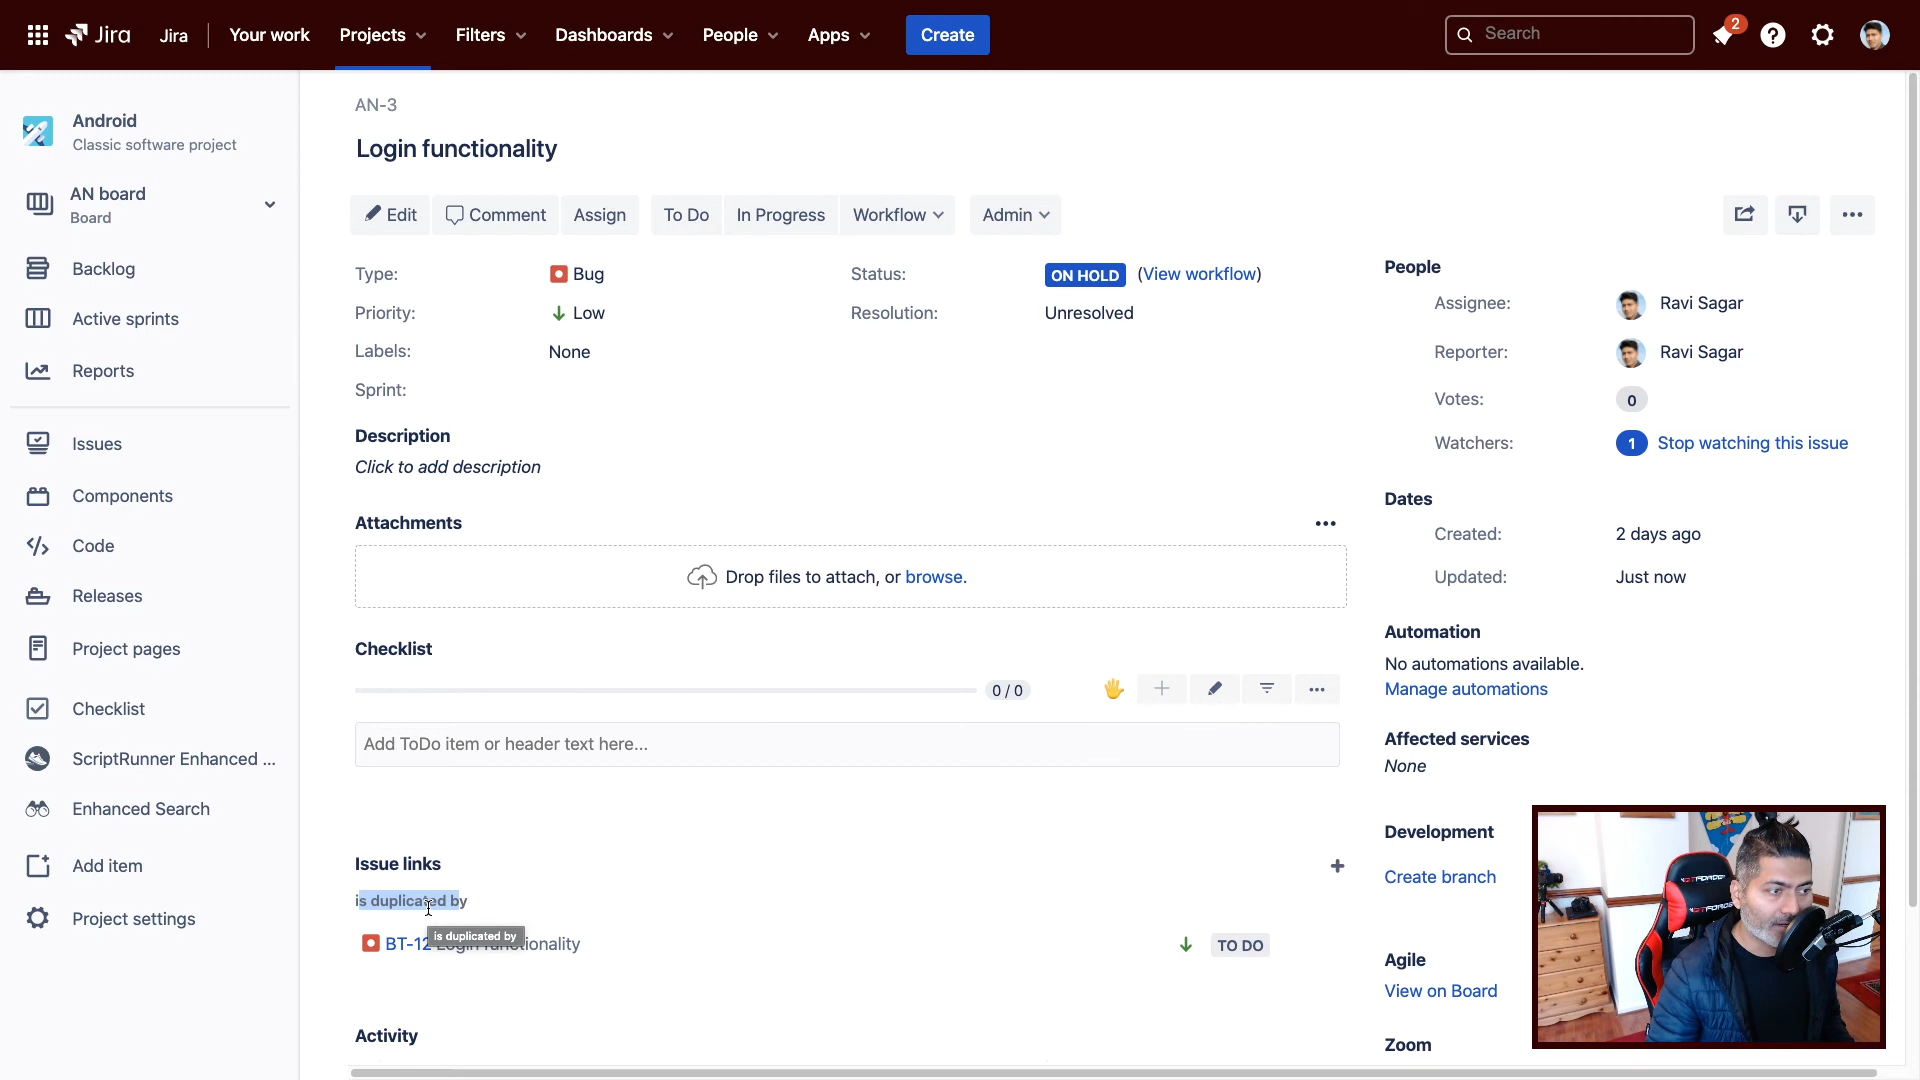 Jira
Jira
Your work
Projects
Filters
Dashboards
People
Apps
Create
Search
2
Android
Classic software project
AN board
Board
Backlog
Active sprints
Reports
Issues
Components
Code
Releases
Project pages
Checklist
ScriptRunner Enhanced ...
Enhanced Search
Add item
Project settings
AN-3
Login functionality
Edit
Comment
Assign
To Do
In Progress
Workflow
Admin
Type:
Bug
Status:
ON HOLD
(View workflow)
Priority:
Low
Resolution:
Unresolved
Labels:
None
Sprint:
Description
Click to add description
Attachments
Drop files to attach, or browse.
Checklist
0 / 0
Add ToDo item or header text here...
Issue links
is duplicated by
is duplicated by
BT-12 Login functionality
TO DO
Activity
People
Assignee:
Ravi Sagar
Reporter:
Ravi Sagar
Votes:
0
Watchers:
1
Stop watching this issue
Dates
Created:
2 days ago
Updated:
Just now
Automation
No automations available.
Manage automations
Affected services
None
Development
Create branch
Agile
View on Board
Zoom